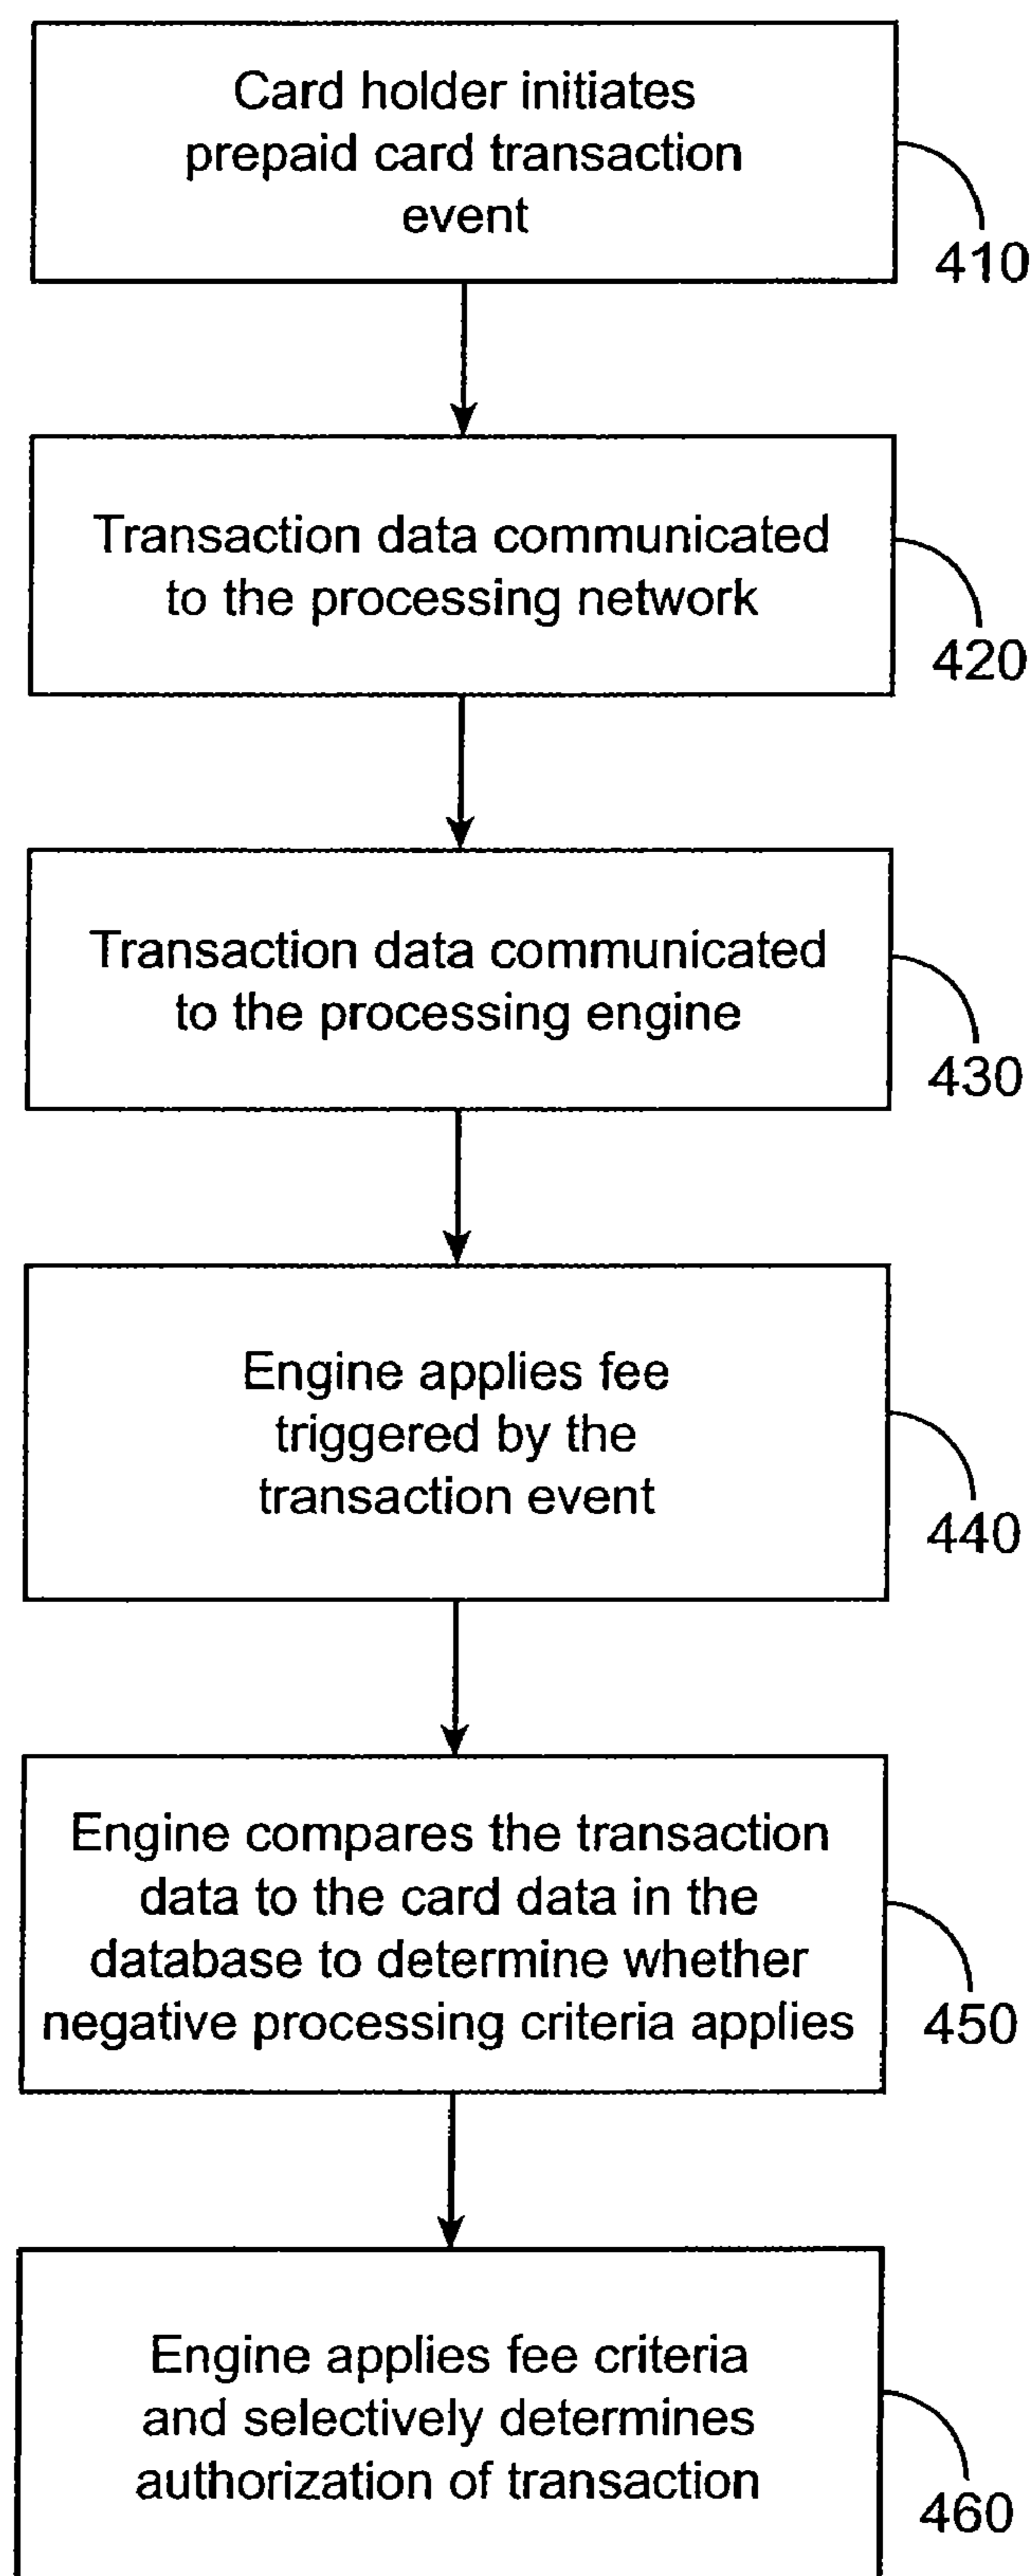 Card holder initiates
prepaid card transaction
event
410
Transaction data communicated
to the processing network
420
Transaction data communicated
to the processing engine
430
Engine applies fee
triggered by the
transaction event
440
Engine compares the transaction
data to the card data in the
database to determine whether
negative processing criteria applies
450
Engine applies fee criteria
and selectively determines
authorization of transaction
460